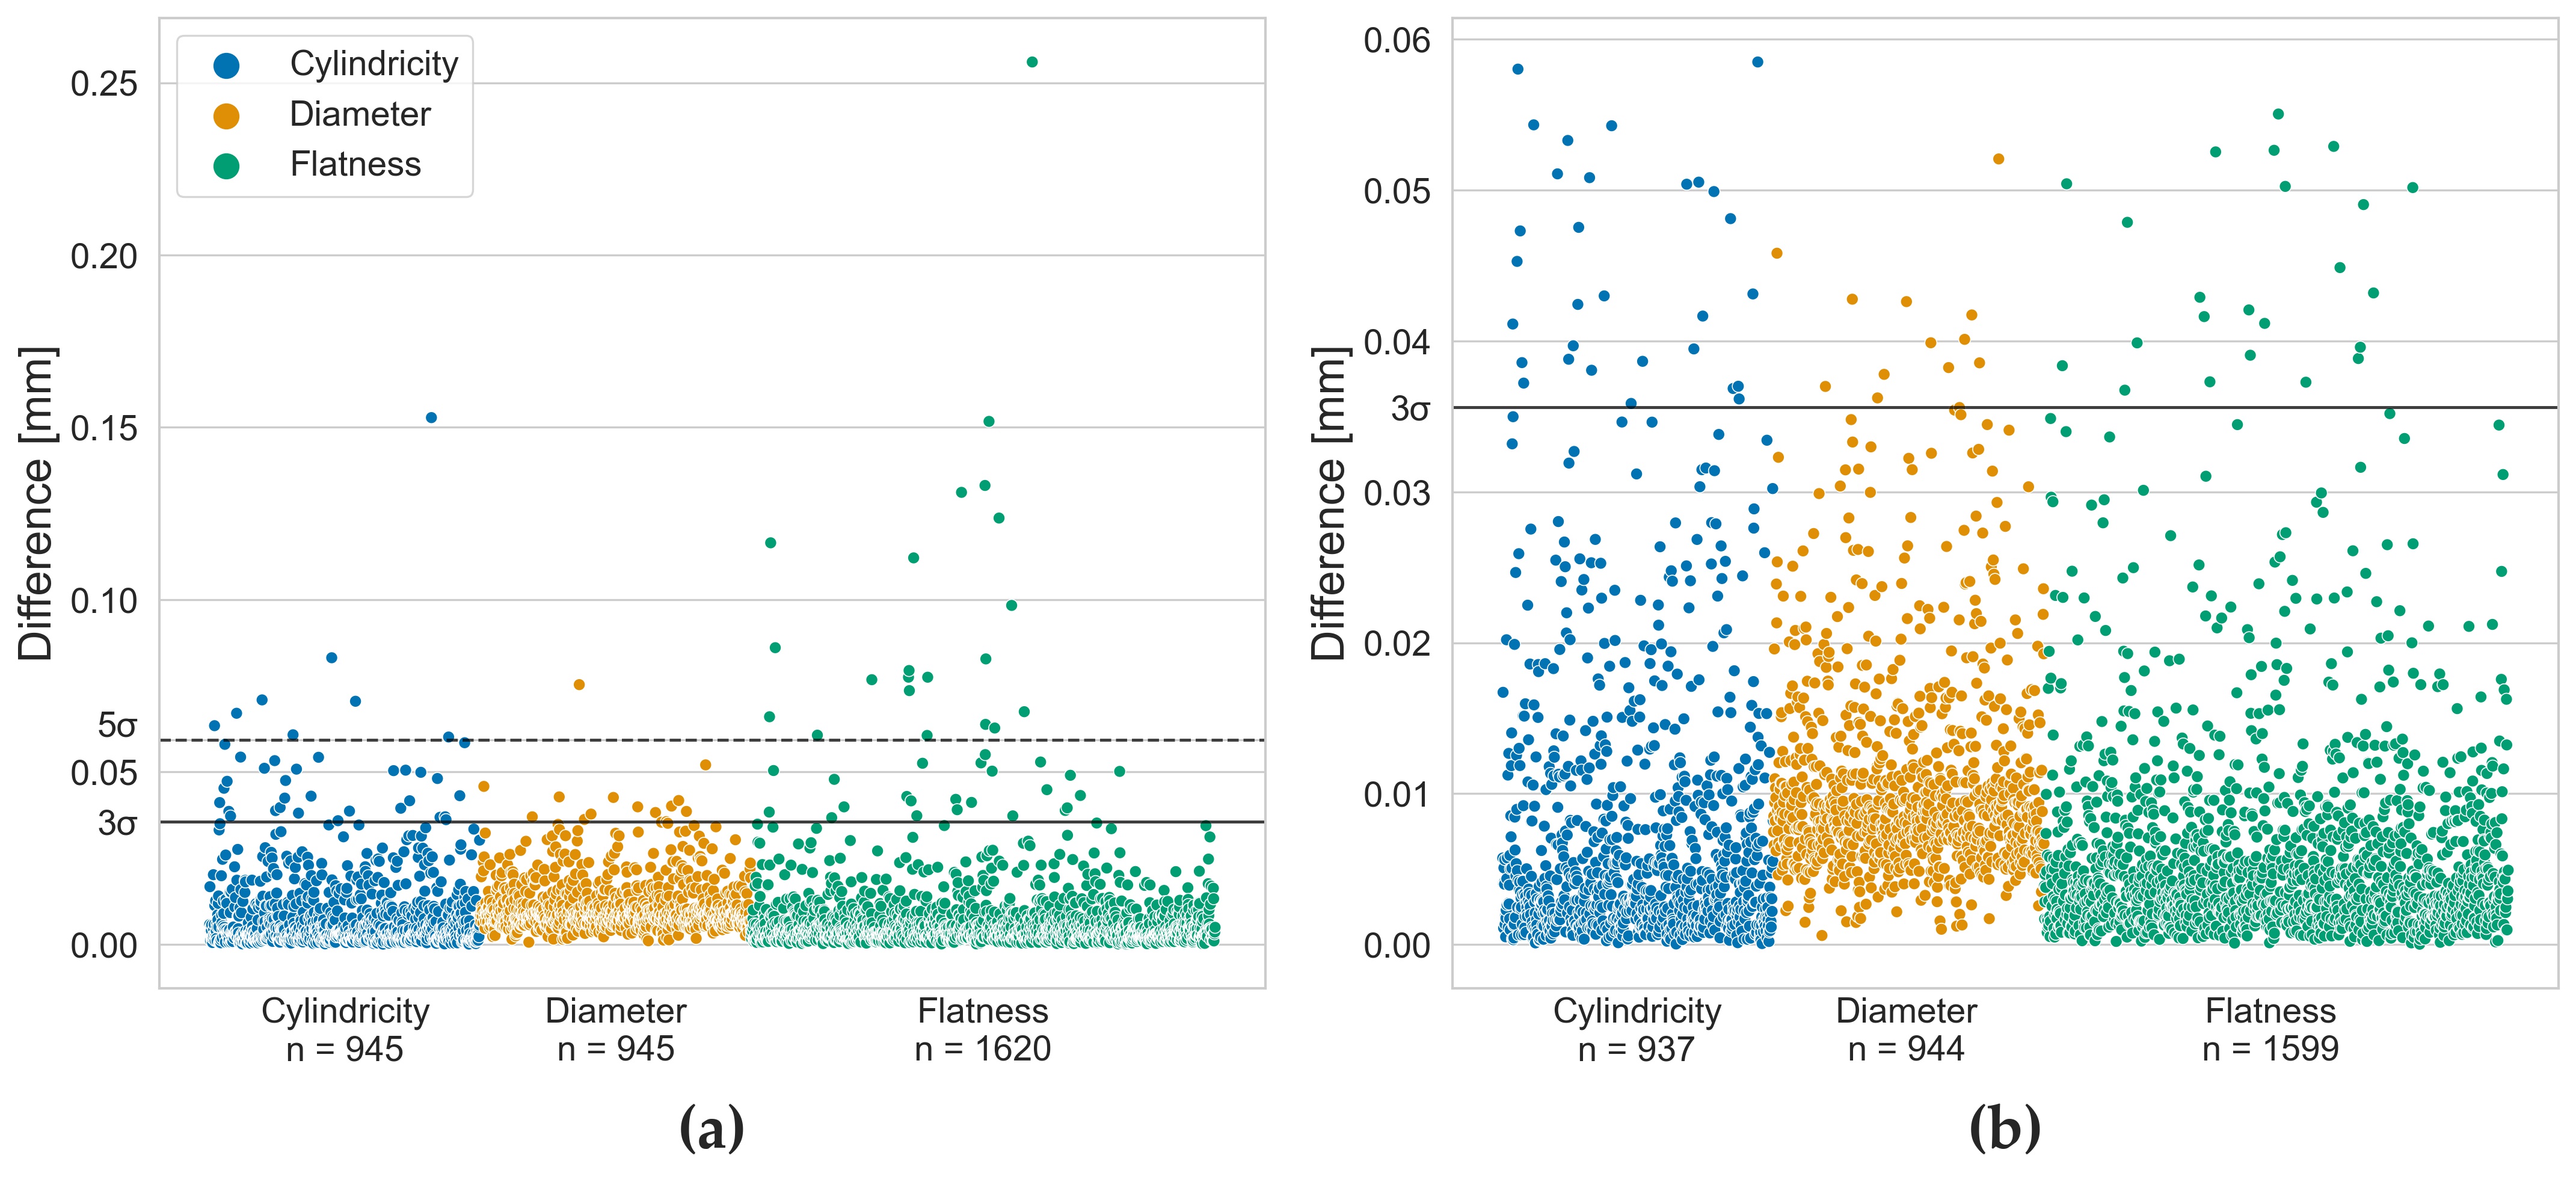 Difference [mm]
0.25
0.20
0.15
0.10
5σ
0.05
3σ
0.00
Cylindricity
Diameter
Flatness
Cylindricity
n = 945
Diameter
n = 945
Flatness
n = 1620
(a)
Difference [mm]
0.06
0.05
0.04
3σ
0.03
0.02
0.01
0.00
Cylindricity
n = 937
Diameter
n = 944
Flatness
n = 1599
(b)